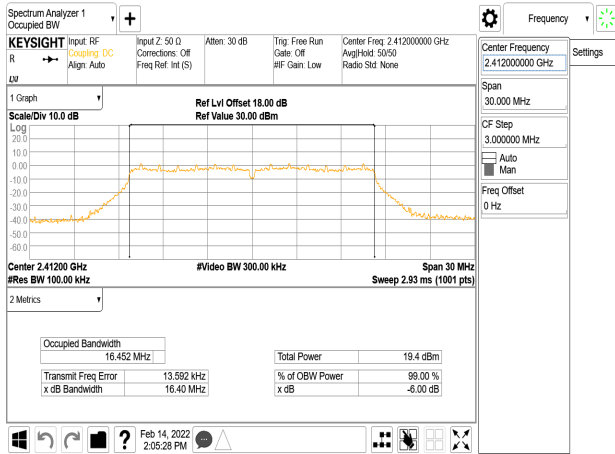 Spectrum Analyzer 1
Occupied BW
Frequency
KEYSIGHT
R
Input: RF
Coupling: DC
Align: Auto
Input Z: 50 Ω
Corrections: Off
Freq Ref: Int (S)
Atten: 30 dB
Trig: Free Run
Gate: Off
#IF Gain: Low
Center Freq: 2.412000000 GHz
Avg|Hold: 50/50
Radio Std: None
Center Frequency
2.412000000 GHz
Settings
Span
30.000 MHz
CF Step
3.000000 MHz
Auto
Man
Freq Offset
0 Hz
1 Graph
Scale/Div 10.0 dB
Ref Lvl Offset 18.00 dB
Ref Value 30.00 dBm
Log
20.0
10.0
0.00
-10.0
-20.0
-30.0
-40.0
-50.0
-60.0
Center 2.41200 GHz
#Video BW 300.00 kHz
Span 30 MHz
#Res BW 100.00 kHz
Sweep 2.93 ms (1001 pts)
2 Metrics
Occupied Bandwidth
16.452 MHz
Total Power 19.4 dBm
Transmit Freq Error 13.592 kHz
% of OBW Power 99.00 %
x dB Bandwidth 16.40 MHz
x dB -6.00 dB
?
Feb 14, 2022
2:05:28 PM